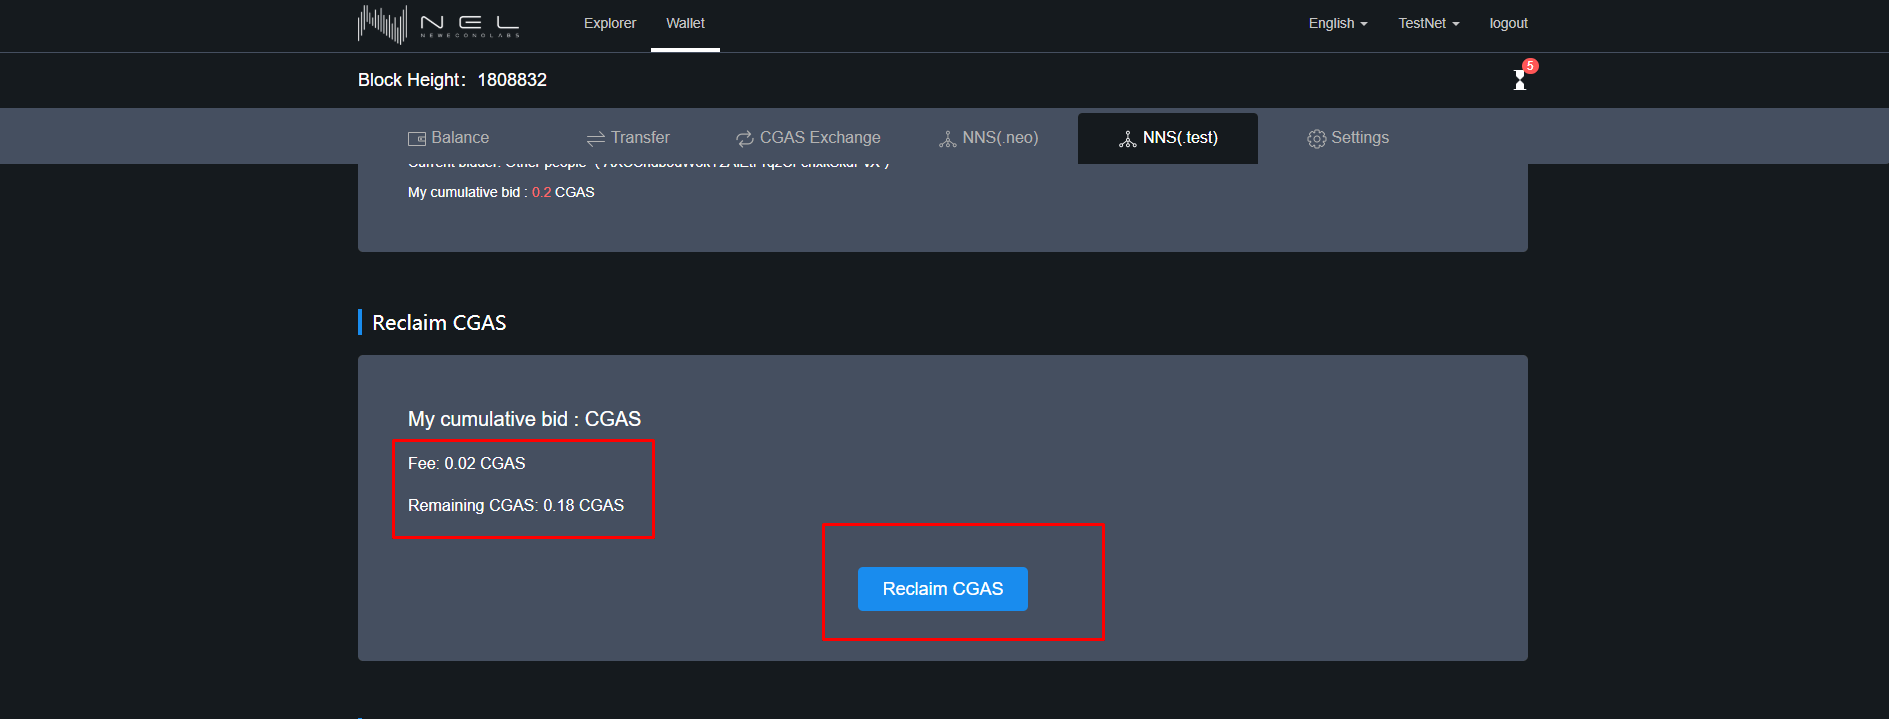 NEL
NEWECONOLABS
Explorer
Wallet
English
TestNet
logout
Block Height：1808832
5
Balance
Transfer
CGAS Exchange
NNS(.neo)
NNS(.test)
Settings
Current bidder: Other people
My cumulative bid : 0.2 CGAS
Reclaim CGAS
My cumulative bid : CGAS
Fee: 0.02 CGAS
Remaining CGAS: 0.18 CGAS
Reclaim CGAS